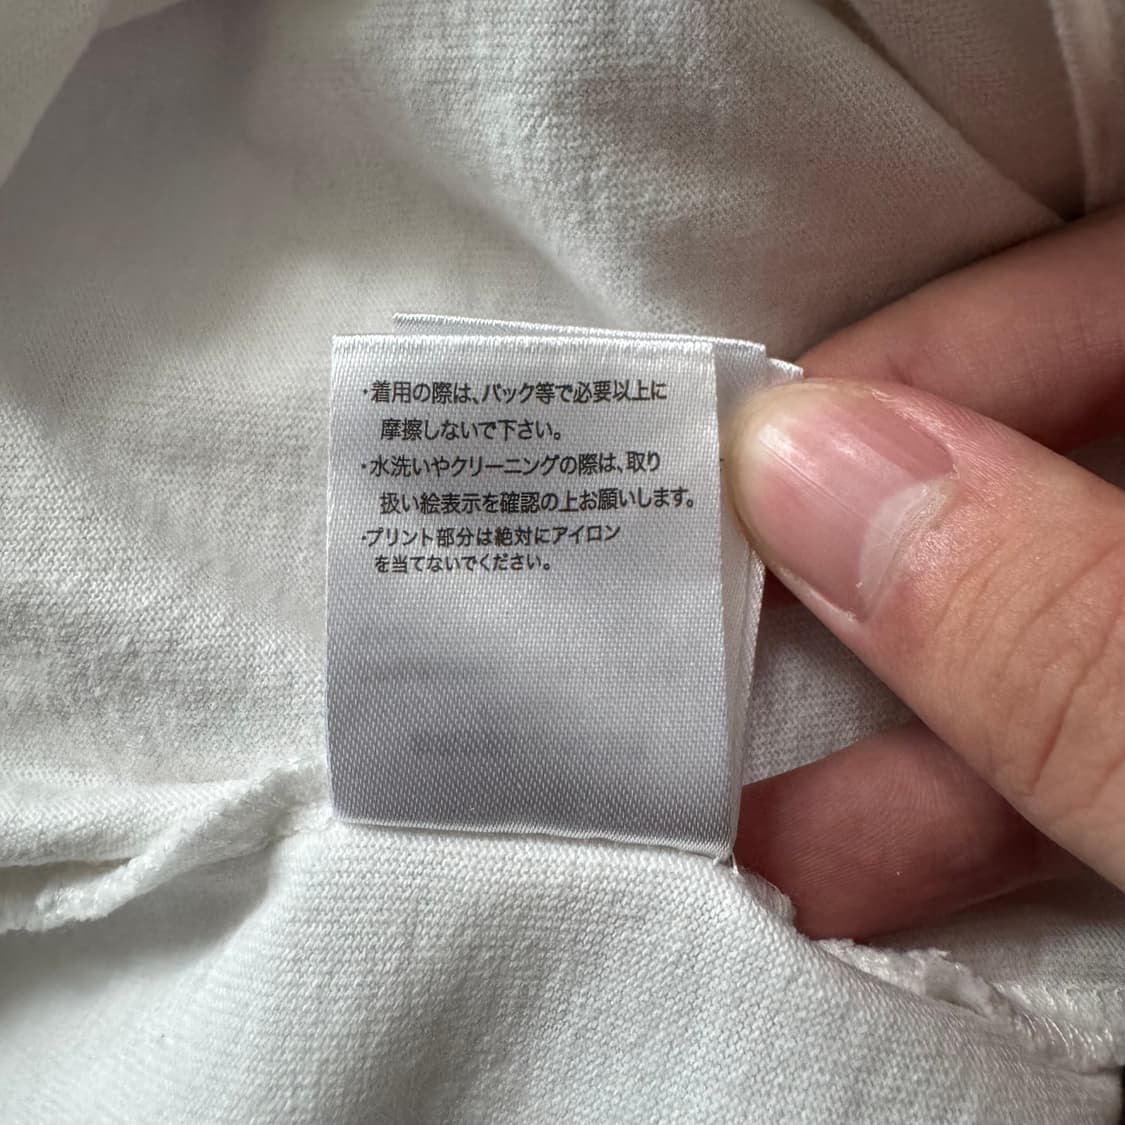 ・着用の際は、バック等で必要以上に
摩擦しないで下さい。
・水洗いやクリーニングの際は、取り
扱い絵表示を確認の上お願いします。
・プリント部分は絶対にアイロン
を当てないでください。